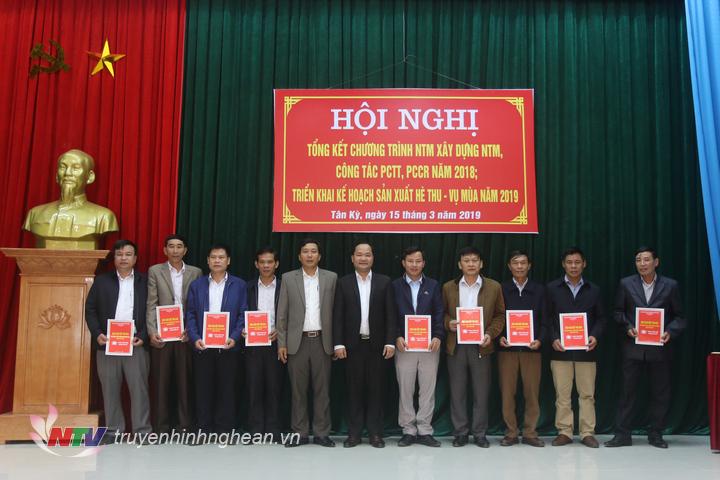 HỘI NGHỊ
TỔNG KẾT CHƯƠNG TRÌNH NTM XÂY DỰNG NTM,
CÔNG TÁC PCTT, PCCR NĂM 2018;
TRIỂN KHAI KẾ HOẠCH SẢN XUẤT HÈ THU - VỤ MÙA NĂM 2019
Tân Kỳ, ngày 15 tháng 3 năm 2019
NTV truyenhinhnghean.vn